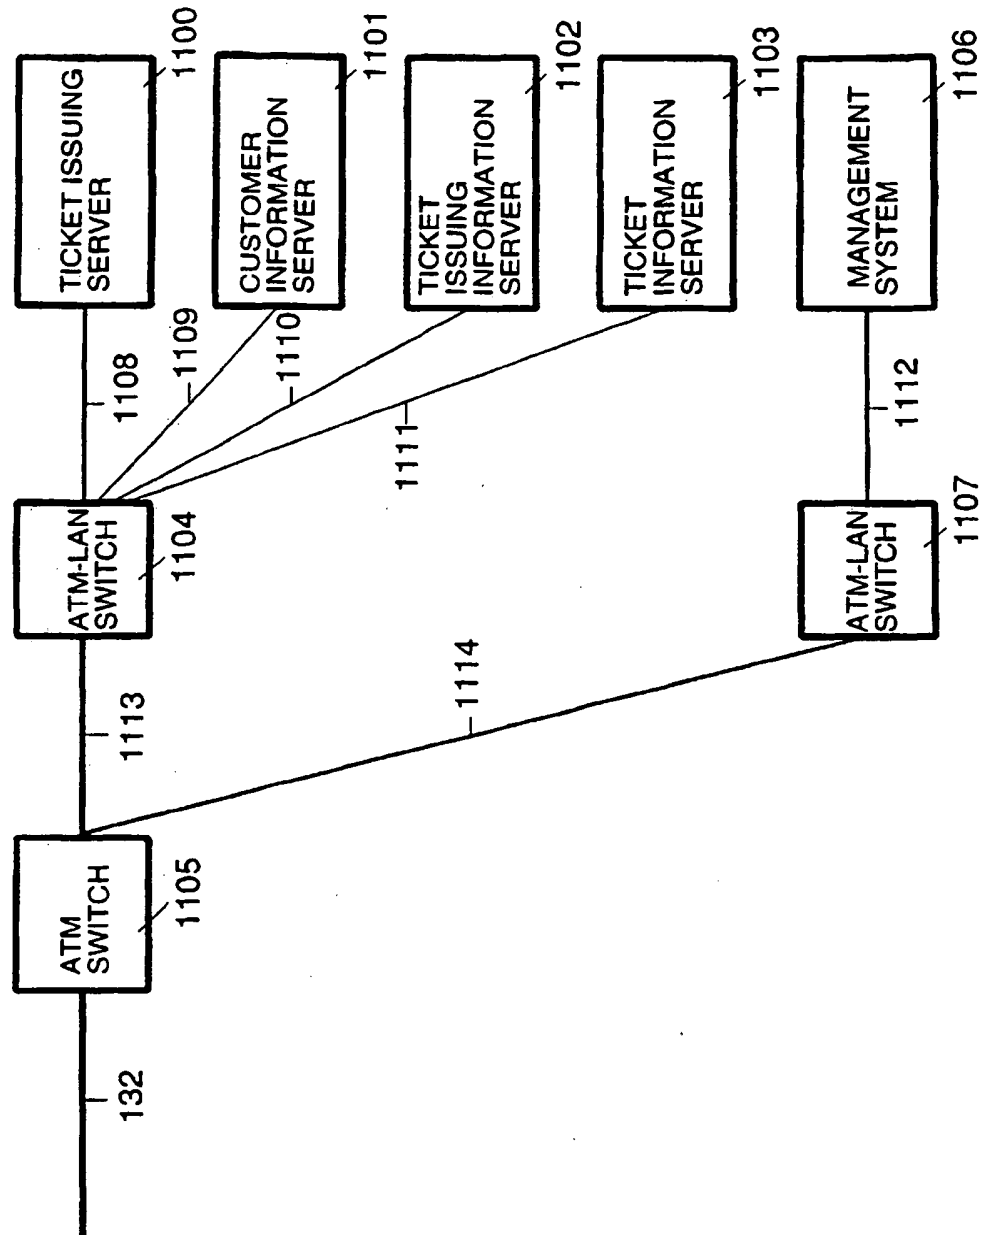 TICKET ISSUING
SERVER
1100
CUSTOMER
INFORMATION
SERVER
1101
TICKET
ISSUING
INFORMATION
SERVER
1102
TICKET
INFORMATION
SERVER
1103
MANAGEMENT
SYSTEM
1106
1108
1109
1110
1111
1112
ATM-LAN
SWITCH
1104
ATM-LAN
SWITCH
1107
1113
1114
ATM
SWITCH
1105
132